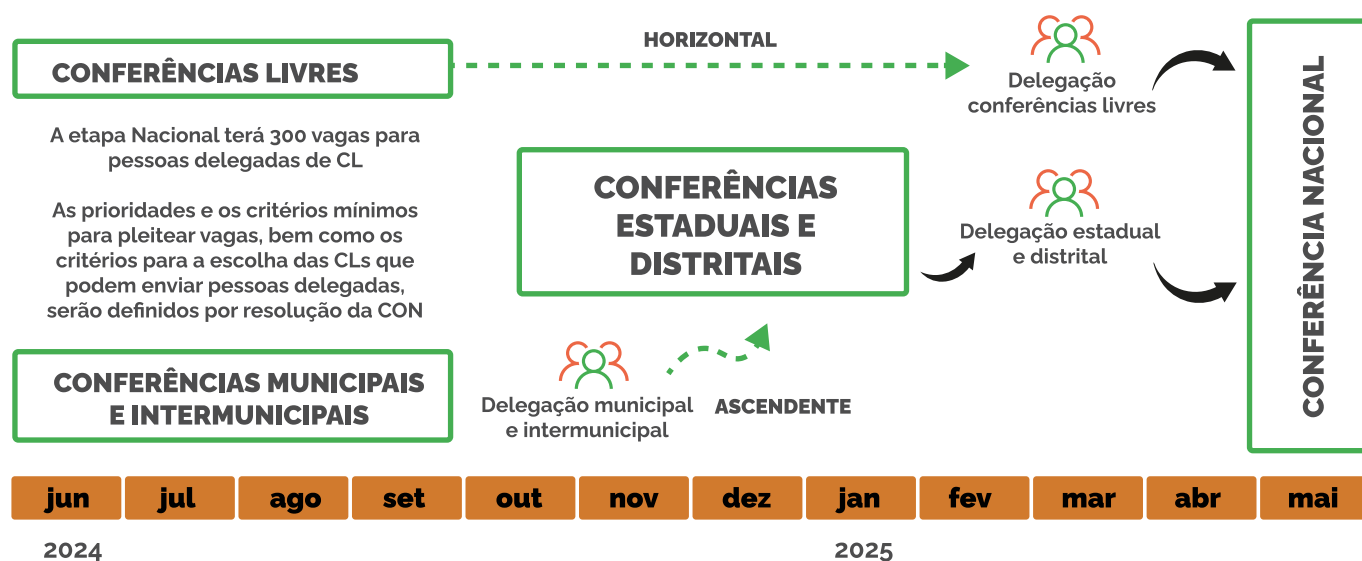 HORIZONTAL
CONFERÊNCIAS LIVRES
A etapa Nacional terá 300 vagas para
pessoas delegadas de CL
As prioridades e os critérios mínimos
para pleitear vagas, bem como os
critérios para a escolha das CLs que
podem enviar pessoas delegadas,
serão definidos por resolução da CON
CONFERÊNCIAS MUNICIPAIS
E INTERMUNICIPAIS
Delegação municipal
e intermunicipal
ASCENDENTE
CONFERÊNCIAS
ESTADUAIS E
DISTRITAIS
Delegação
conferências livres
Delegação estadual
e distrital
CONFERÊNCIA NACIONAL
jun jul ago set out nov dez jan fev mar abr mai
2024 2025